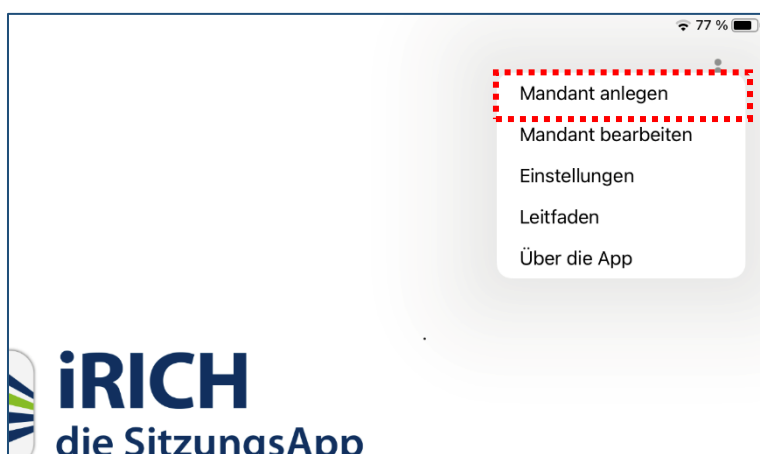 77 %
Mandant anlegen
Mandant bearbeiten
Einstellungen
Leitfaden
Über die App
iRICH
die SitzungsApp